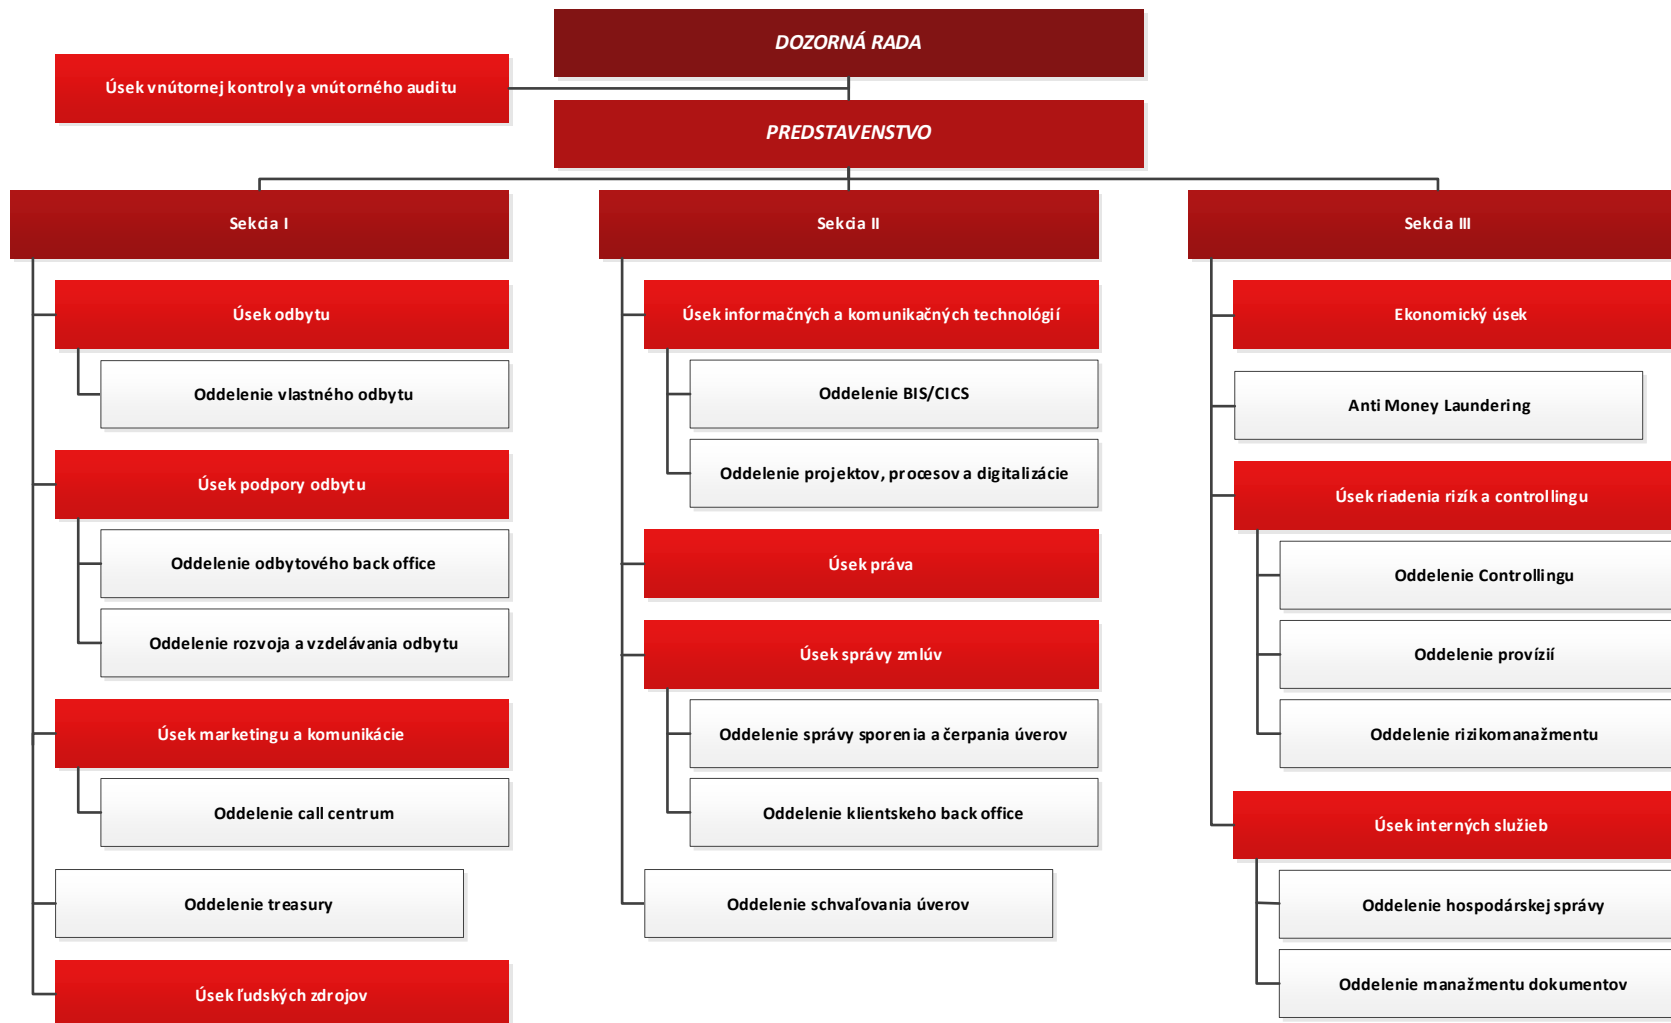 DOZORNÁ RADA
Úsek vnútornej kontroly a vnútorného auditu
PREDSTAVENSTVO
Sekcia I
Úsek odbytu
Oddelenie vlastného odbytu
Úsek podpory odbytu
Oddelenie odbytového back office
Oddelenie rozvoja a vzdelávania odbytu
Úsek marketingu a komunikácie
Oddelenie call centrum
Oddelenie treasury
Úsek ľudských zdrojov
Sekcia II
Úsek informačných a komunikačných technológií
Oddelenie BIS/CICS
Oddelenie projektov, procesov a digitalizácie
Úsek práva
Úsek správy zmlúv
Oddelenie správy sporenia a čerpania úverov
Oddelenie klientskeho back office
Oddelenie schvaľovania úverov
Sekcia III
Ekonomický úsek
Anti Money Laundering
Úsek riadenia rizík a controllingu
Oddelenie Controllingu
Oddelenie provízií
Oddelenie rizikomanažmentu
Úsek interných služieb
Oddelenie hospodárskej správy
Oddelenie manažmentu dokumentov